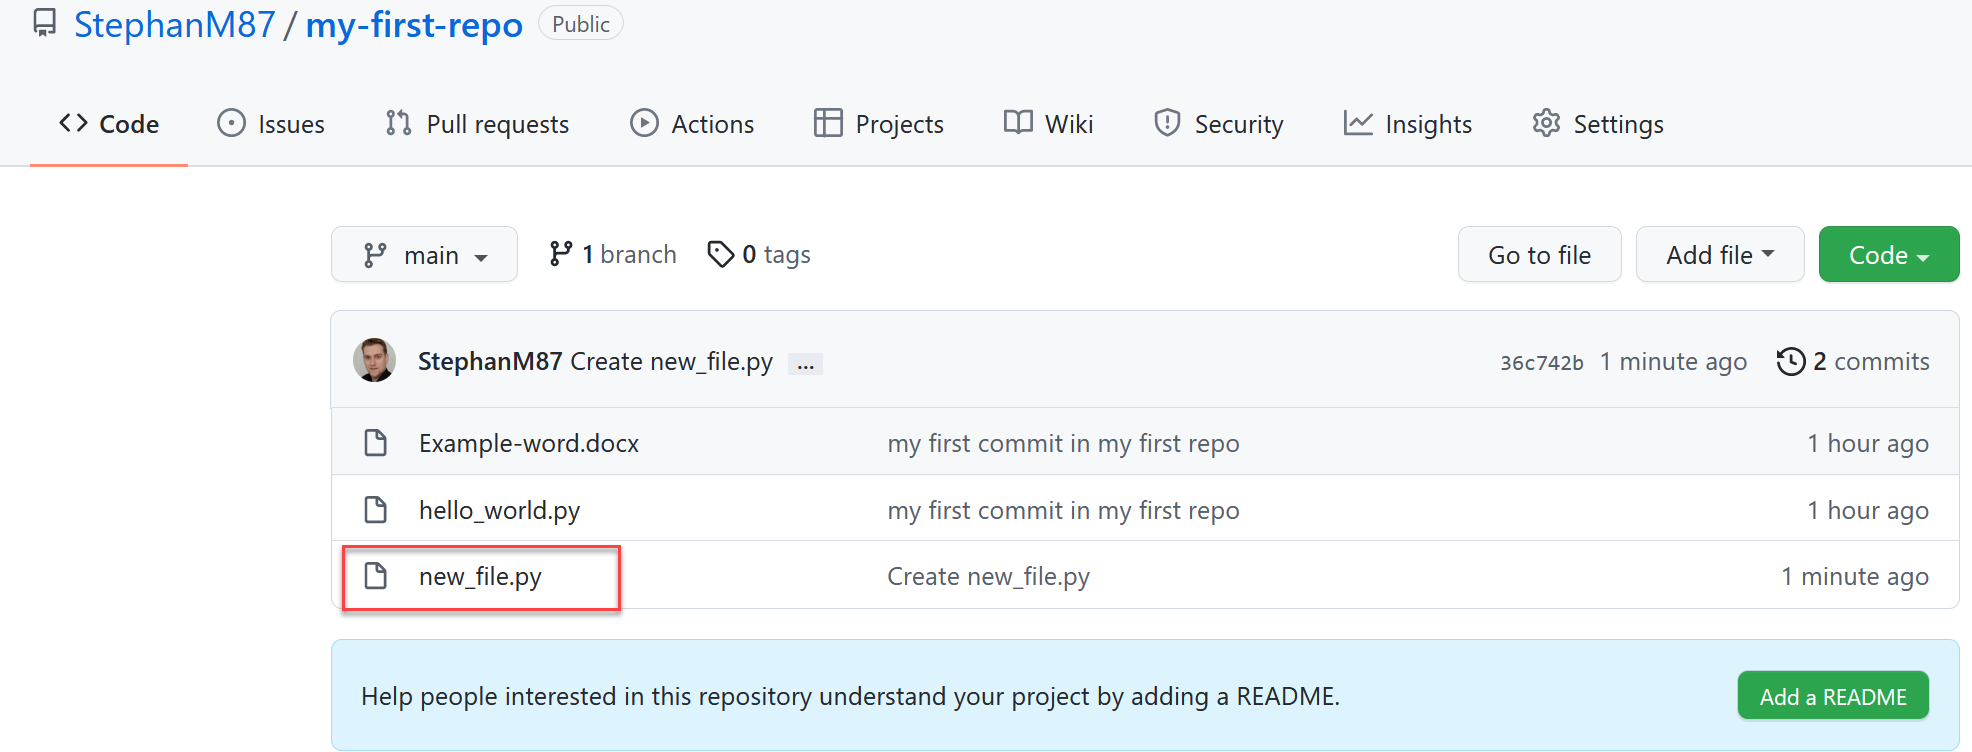 StephanM87 / my-first-repo Public
Code Issues Pull requests Actions Projects Wiki Security Insights Settings
main 1 branch 0 tags Go to file Add file Code
StephanM87 Create new_file.py ... 36c742b 1 minute ago 2 commits
Example-word.docx my first commit in my first repo 1 hour ago
hello_world.py my first commit in my first repo 1 hour ago
new_file.py Create new_file.py 1 minute ago
Help people interested in this repository understand your project by adding a README. Add a README